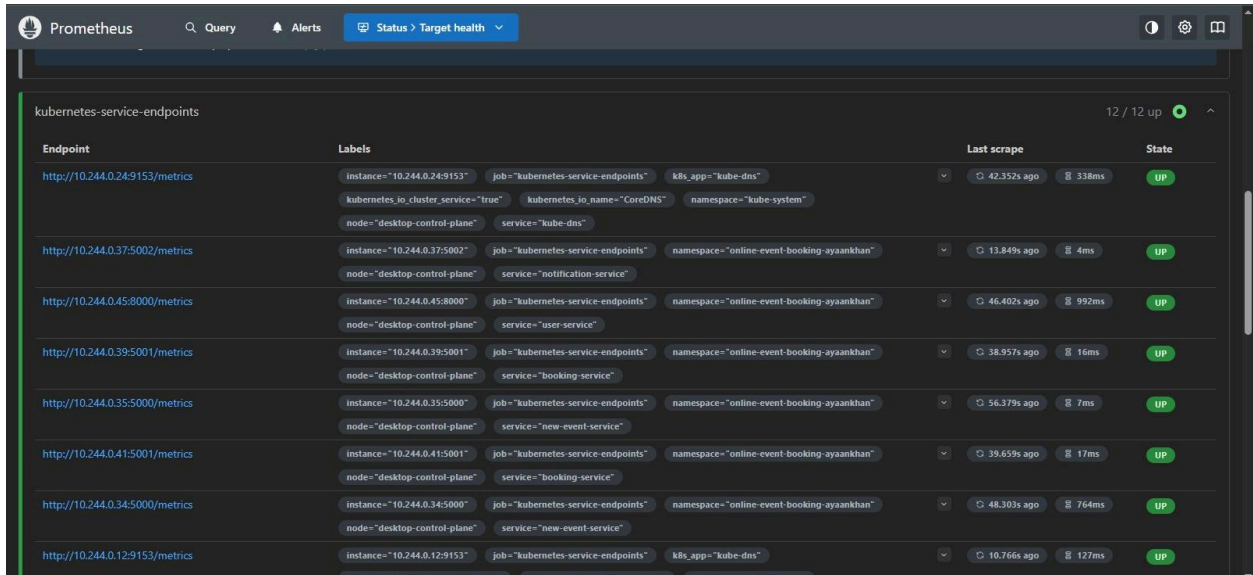 Prometheus Query Alerts Status > Target health
kubernetes-service-endpoints 12 / 12 up
Endpoint Labels Last scrape State
http://10.244.0.24:9153/metrics instance="10.244.0.24:9153" job="kubernetes-service-endpoints" k8s_app="kube-dns" 42.352s ago 338ms UP
kubernetes_io_cluster_service="true" kubernetes_io_name="CoreDNS" namespace="kube-system"
node="desktop-control-plane" service="kube-dns"
http://10.244.0.37:5002/metrics instance="10.244.0.37:5002" job="kubernetes-service-endpoints" namespace="online-event-booking-ayaankhan" 13.849s ago 4ms UP
node="desktop-control-plane" service="notification-service"
http://10.244.0.45:8000/metrics instance="10.244.0.45:8000" job="kubernetes-service-endpoints" namespace="online-event-booking-ayaankhan" 46.402s ago 992ms UP
node="desktop-control-plane" service="user-service"
http://10.244.0.39:5001/metrics instance="10.244.0.39:5001" job="kubernetes-service-endpoints" namespace="online-event-booking-ayaankhan" 38.957s ago 16ms UP
node="desktop-control-plane" service="booking-service"
http://10.244.0.35:5000/metrics instance="10.244.0.35:5000" job="kubernetes-service-endpoints" namespace="online-event-booking-ayaankhan" 56.379s ago 7ms UP
node="desktop-control-plane" service="new-event-service"
http://10.244.0.41:5001/metrics instance="10.244.0.41:5001" job="kubernetes-service-endpoints" namespace="online-event-booking-ayaankhan" 39.659s ago 17ms UP
node="desktop-control-plane" service="booking-service"
http://10.244.0.34:5000/metrics instance="10.244.0.34:5000" job="kubernetes-service-endpoints" namespace="online-event-booking-ayaankhan" 48.303s ago 764ms UP
node="desktop-control-plane" service="new-event-service"
http://10.244.0.12:9153/metrics instance="10.244.0.12:9153" job="kubernetes-service-endpoints" k8s_app="kube-dns" 10.766s ago 127ms UP